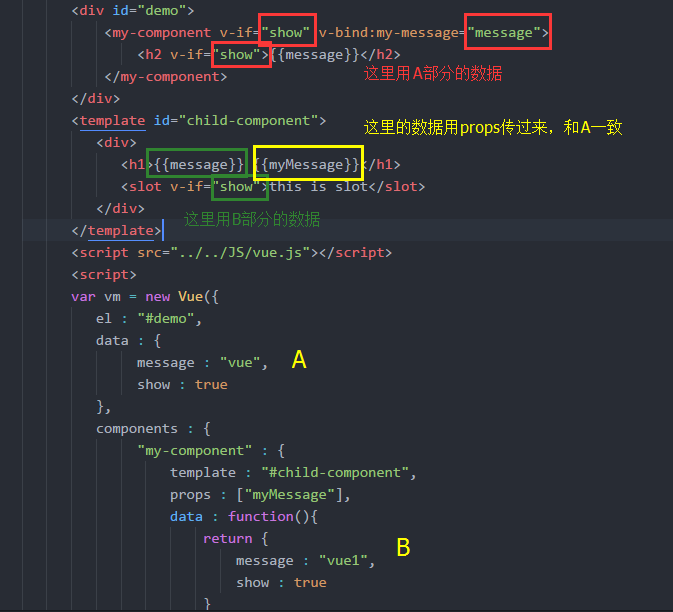 <div id="demo">
<my-component v-if="show" v-bind:my-message="message">
<h2 v-if="show">{{message}}</h2>
</my-component>
这里用A部分的数据
</div>
<template id="child-component">
这里的数据用props传过来，和A一致
<div>
<h1>{{message}} {{myMessage}}</h1>
<slot v-if="show">this is slot</slot>
</div>
这里用B部分的数据
</template>
<script src="../../JS/vue.js"></script>
<script>
var vm = new Vue({
el : "#demo",
data : {
message : "vue",
A
show : true
},
components : {
"my-component" : {
template : "#child-component",
props : ["myMessage"],
data : function(){
return {
B
message : "vue1",
show : true
}